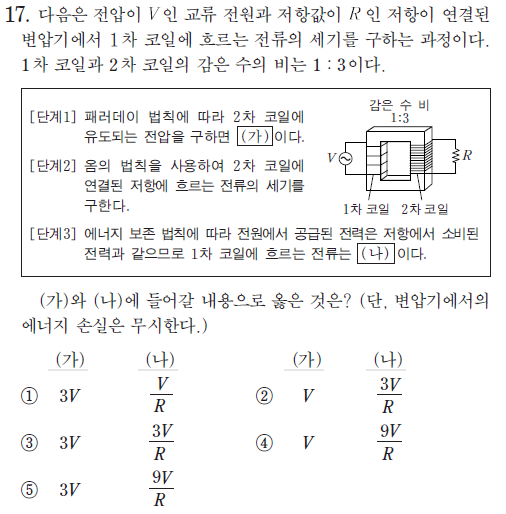 17. 다음은 전압이 V인 교류 전원과 저항값이 R인 저항이 연결된
변압기에서 1차 코일에 흐르는 전류의 세기를 구하는 과정이다.
1차 코일과 2차 코일의 감은 수의 비는 1 : 3이다.
[단계1] 패러데이 법칙에 따라 2차 코일에
유도되는 전압을 구하면 (가)이다.
[단계2] 옴의 법칙을 사용하여 2차 코일에
연결된 저항에 흐르는 전류의 세기를
구한다.
감은 수 비
1:3
V
R
1차 코일 2차 코일
[단계3] 에너지 보존 법칙에 따라 전원에서 공급된 전력은 저항에서 소비된
전력과 같으므로 1차 코일에 흐르는 전류는 (나)이다.
(가)와 (나)에 들어갈 내용으로 옳은 것은? (단, 변압기에서의
에너지 손실은 무시한다.)
(가) (나) (가) (나)
① 3V V/R ② V 3V/R
③ 3V 3V/R ④ V 9V/R
⑤ 3V 9V/R